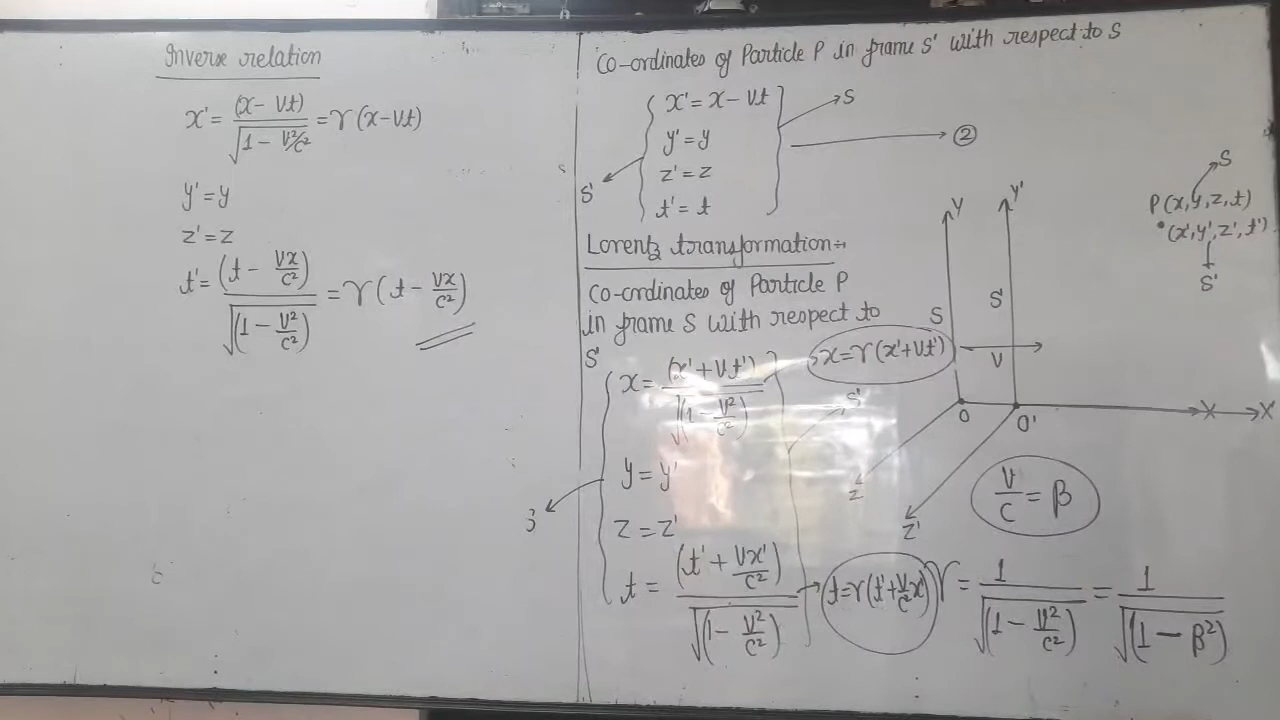 Inverse relation
x' = (x - Vt) / √(1 - V²/c²) = γ(x-Vt)
y' = y
z' = z
t' = (t - Vx/c²) / √(1 - V²/c²) = γ(t - Vx/c²)
Co-ordinates of Particle P in frame S' with respect to S
x' = x - Vt → S
y' = y → ②
z' = z
S'
t' = t
Lorentz transformation:-
Co-ordinates of Particle P
in frame S with respect to
S'
x = (x' + Vt') / √(1 - V²/c²)
x = γ(x'+Vt')
S'
y = y'
z = z'
S
t = (t' + Vx'/c²) / √(1 - V²/c²) → t = γ(t' + V/c² x')
Y Y'
S S'
V
O O'
X X'
Z Z'
S
P(x, y, z, t)
(x', y', z', t')
S'
V/c = β
γ = 1 / √(1 - V²/c²) = 1 / √(1 - β²)